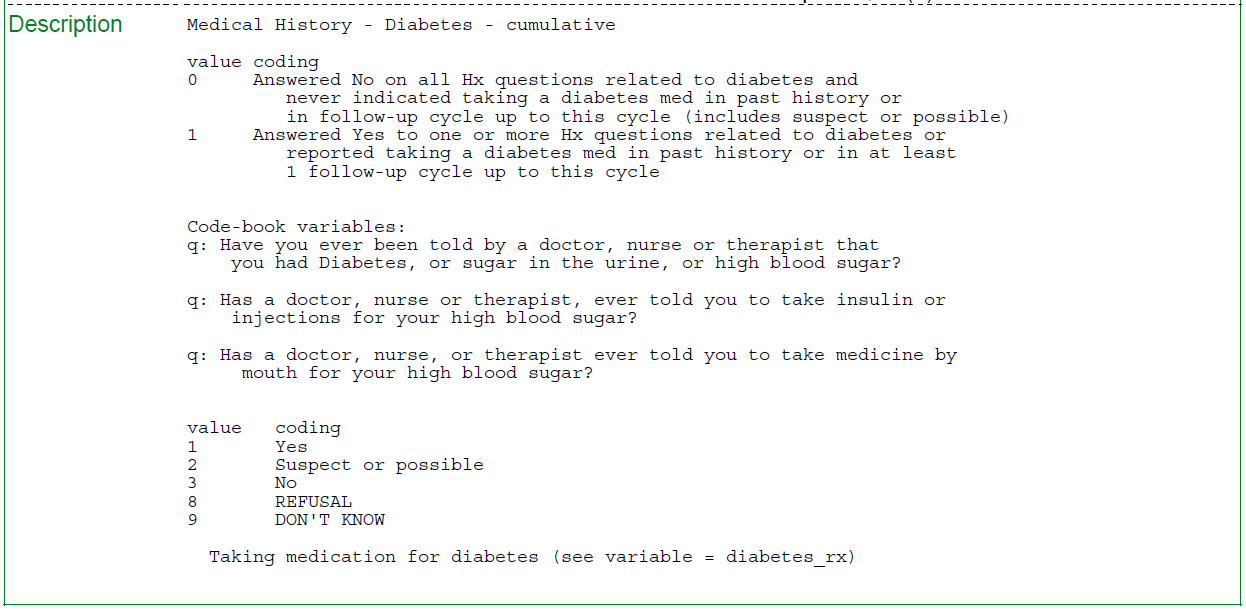 Description Medical History - Diabetes - cumulative
value coding
0 Answered No on all Hx questions related to diabetes and
never indicated taking a diabetes med in past history or
in follow-up cycle up to this cycle (includes suspect or possible)
1 Answered Yes to one or more Hx questions related to diabetes or
reported taking a diabetes med in past history or in at least
1 follow-up cycle up to this cycle
Code-book variables:
q: Have you ever been told by a doctor, nurse or therapist that
you had Diabetes, or sugar in the urine, or high blood sugar?
q: Has a doctor, nurse or therapist, ever told you to take insulin or
injections for your high blood sugar?
q: Has a doctor, nurse, or therapist ever told you to take medicine by
mouth for your high blood sugar?
value coding
1 Yes
2 Suspect or possible
3 No
8 REFUSAL
9 DON'T KNOW
Taking medication for diabetes (see variable = diabetes_rx)